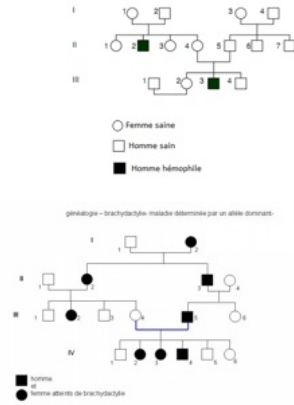 I
1 2 3 4
II
1 2 3 4 5 6 7
III
1 2 3 4
Femme saine
Homme sain
Homme hémophile
généalogie – brachydactylie- maladie déterminée par un allèle dominant-
I
1 2
II
1 2 3 4
III
1 2 3 4 5 6
IV
1 2 3 4 5 6
homme
et
femme atteints de brachydactylie